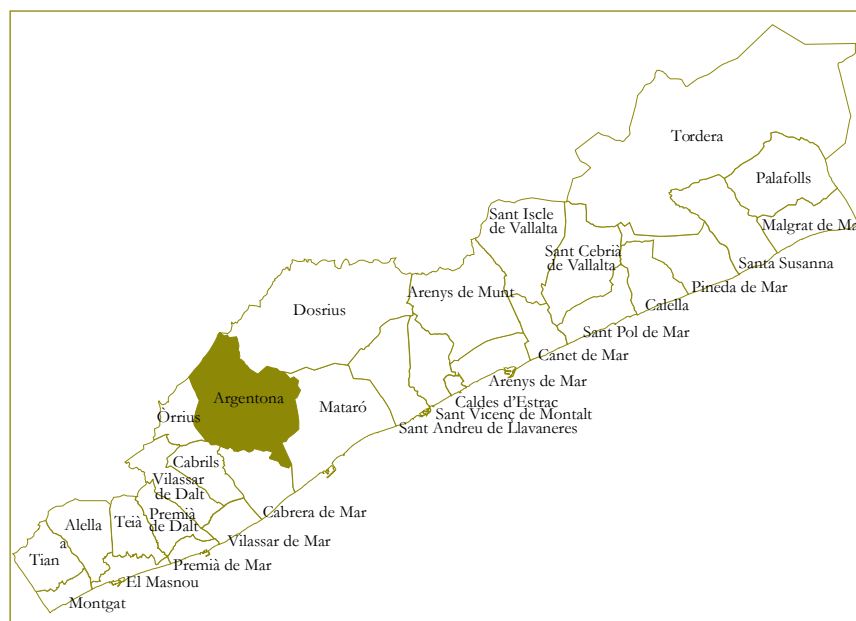 Tordera
Palafolls
Sant Iscle
de Vallalta
Malgrat de Ma
Sant Cebrià
de Vallalta
Santa Susanna
Arenys de Munt
Pineda de Mar
Calella
Dosrius
Sant Pol de Mar
Canet de Mar
Arenys de Mar
Argentona
Mataró
Caldes d'Estrac
Òrrius
Sant Vicenç de Montalt
Sant Andreu de Llavaneres
Cabrils
Vilassar
de Dalt
Cabrera de Mar
Alella
Teià
Premià
de Dalt
Vilassar de Mar
a
Tian
Premià de Mar
El Masnou
Montgat